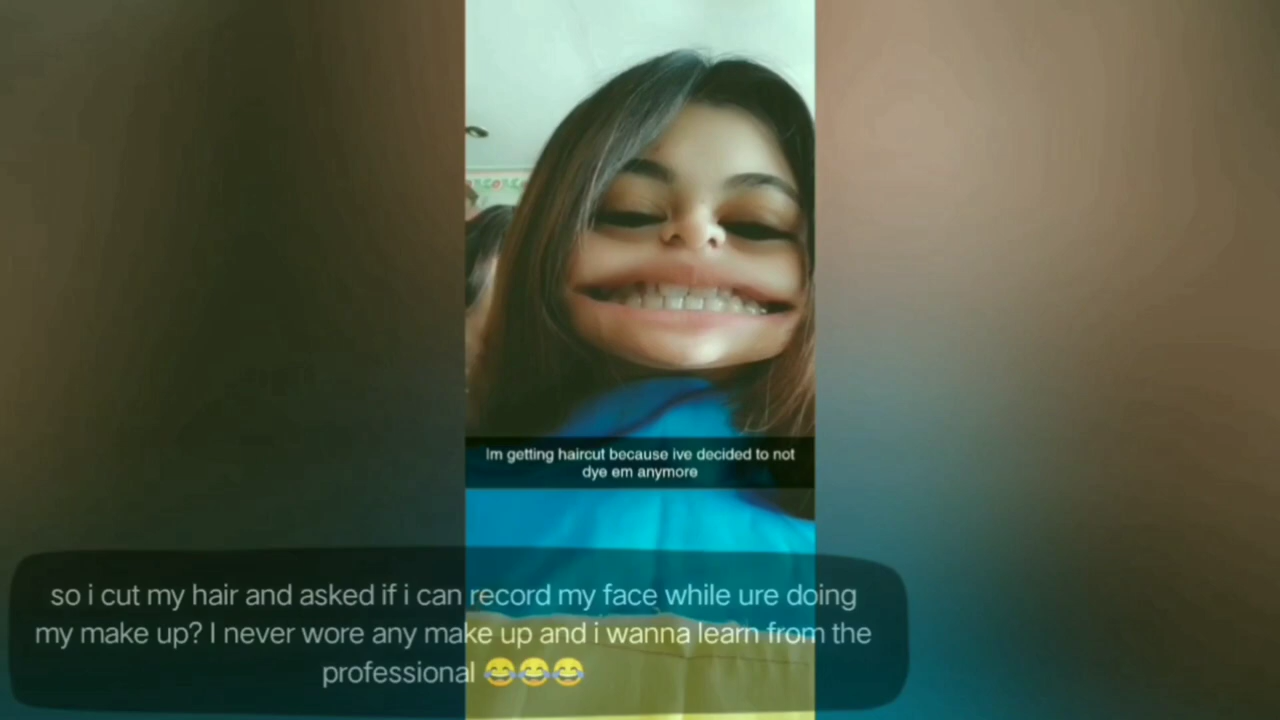 Im getting haircut because ive decided to not
dye em anymore
so i cut my hair and asked if i can record my face while ure doing
my make up? I never wore any make up and i wanna learn from the
professional 😂😂😂